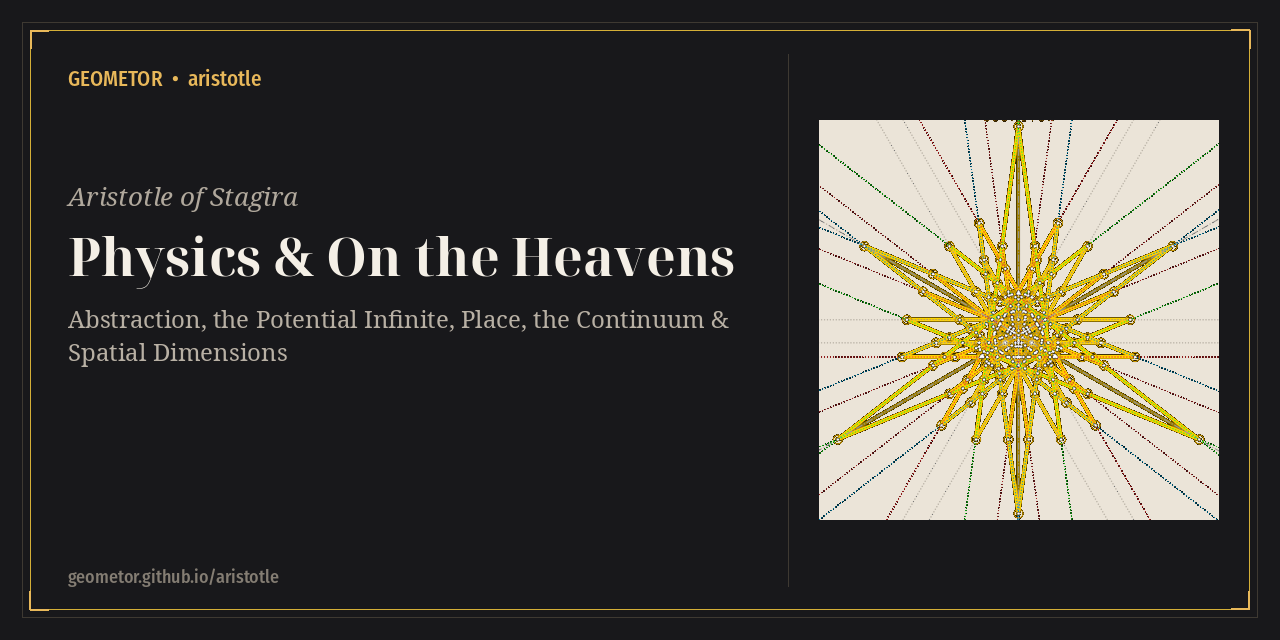 GEOMETOR • aristotle
Aristotle of Stagira
Physics & On the Heavens
Abstraction, the Potential Infinite, Place, the Continuum &
Spatial Dimensions
geometor.github.io/aristotle